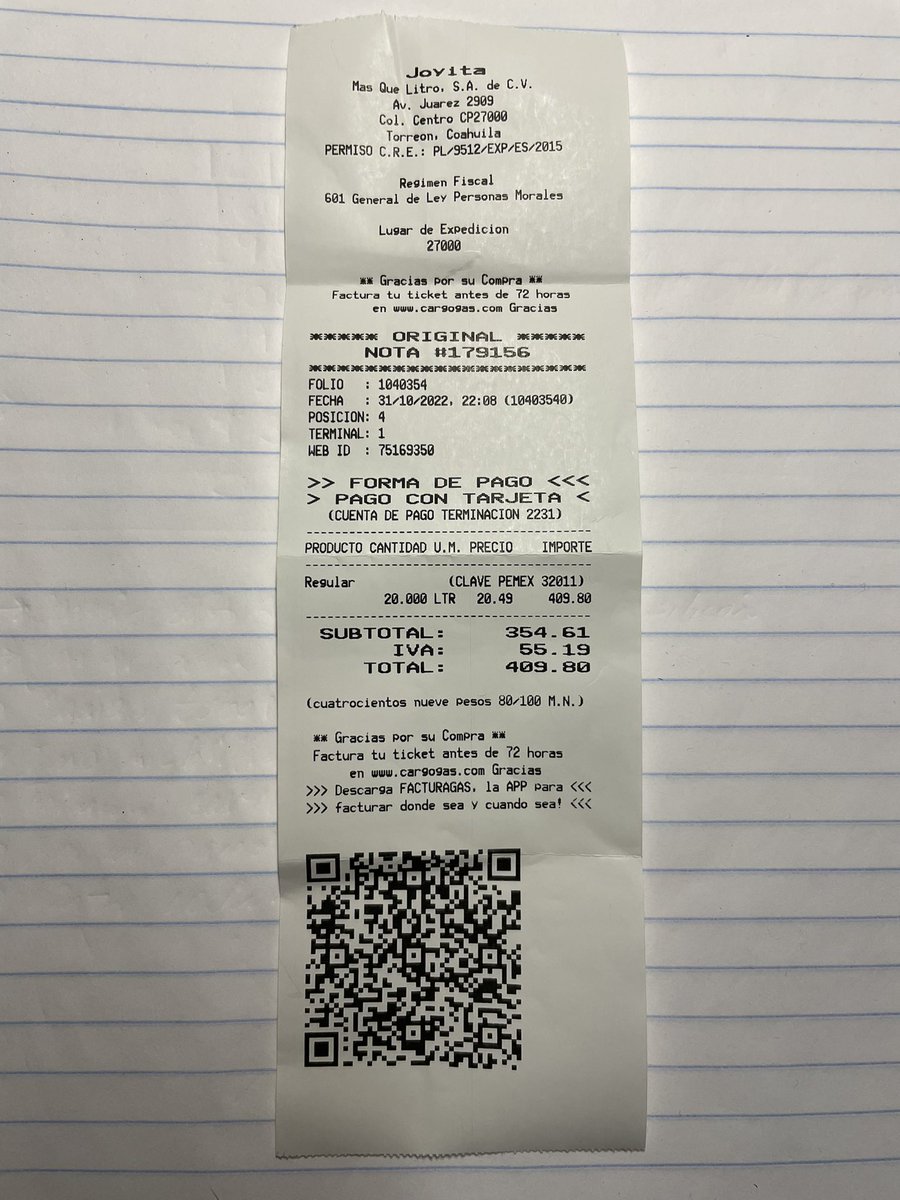 Jovita
Mas Que Litro, S.A. de C.V.
Av. Juarez 2909
Col. Centro CP27000
Torreon, Coahuila
PERMISO C.R.E.: PL/9512/EXP/ES/2015
Regimen Fiscal
601 General de Ley Personas Morales
Lugar de Expedicion
27000
** Gracias por su Compra **
Factura tu ticket antes de 72 horas
en www.cargogas.com Gracias
***** ORIGINAL *****
NOTA #179156
*****************************
FOLIO : 1040354
FECHA : 31/10/2022, 22:08 (10403540)
POSICION: 4
TERMINAL: 1
WEB ID : 75169350
>> FORMA DE PAGO <<<
> PAGO CON TARJETA <
(CUENTA DE PAGO TERMINACION 2231)
----------------------------------------
PRODUCTO CANTIDAD U.M. PRECIO IMPORTE
----------------------------------------
Regular (CLAVE PEMEX 32011)
20.000 LTR 20.49 409.80
----------------------------------------
SUBTOTAL: 354.61
IVA: 55.19
TOTAL: 409.80
(cuatrocientos nueve pesos 80/100 M.N.)
** Gracias por su Compra **
Factura tu ticket antes de 72 horas
en www.cargogas.com Gracias
>>> Descarga FACTURAGAS, la APP para <<<
>>> facturar donde sea y cuando sea! <<<